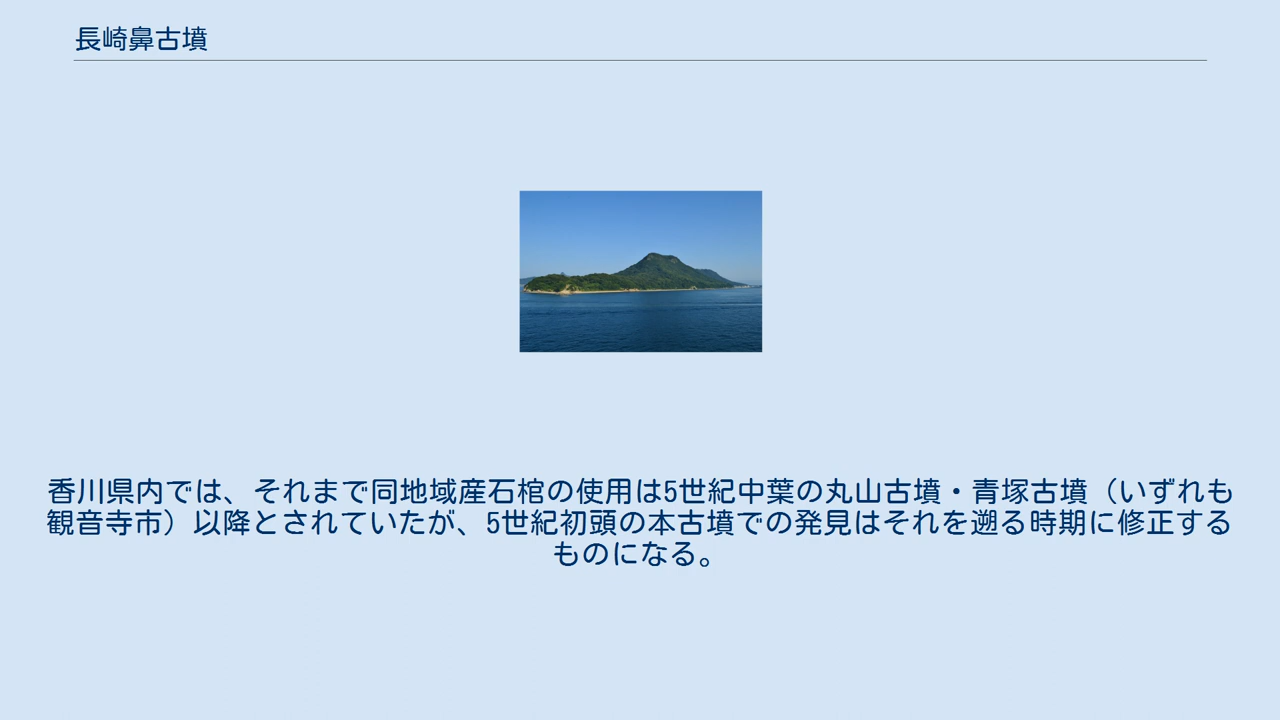 長崎鼻古墳
香川県内では、それまで同地域産石棺の使用は5世紀中葉の丸山古墳・青塚古墳（いずれも
観音寺市）以降とされていたが、5世紀初頭の本古墳での発見はそれを遡る時期に修正する
ものになる。